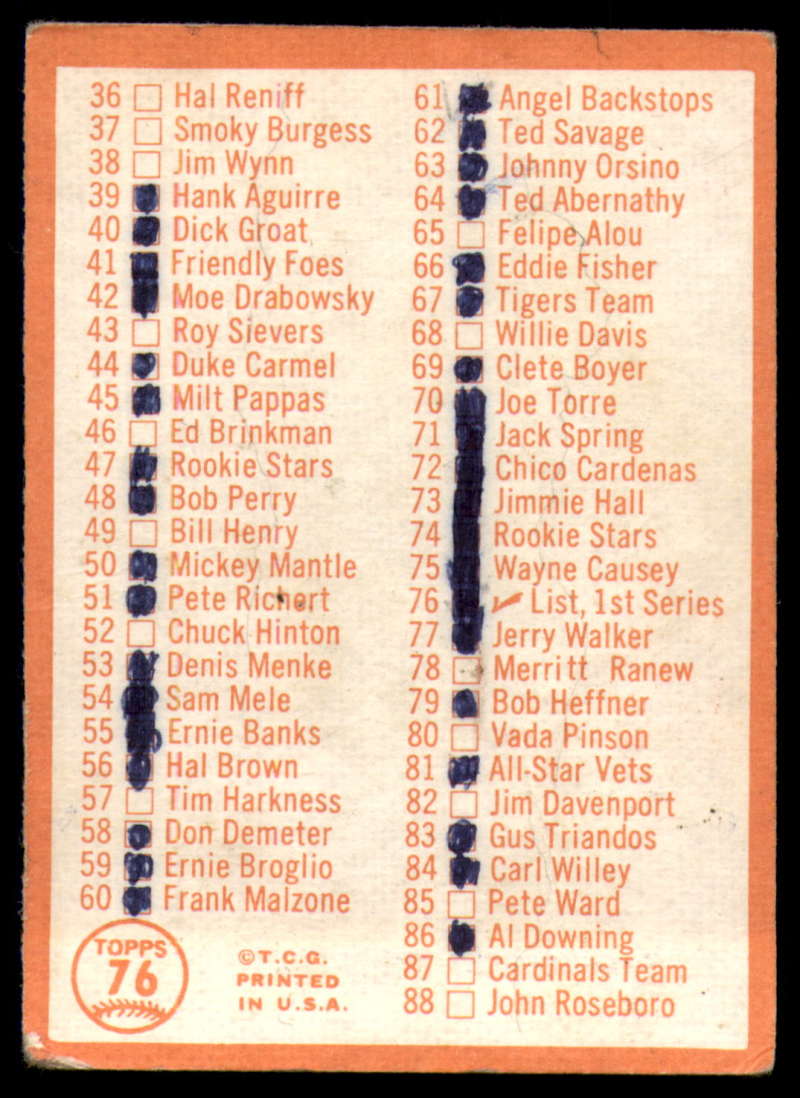 36 Hal Reniff
37 Smoky Burgess
38 Jim Wynn
39 Hank Aguirre
40 Dick Groat
41 Friendly Foes
42 Moe Drabowsky
43 Roy Sievers
44 Duke Carmel
45 Milt Pappas
46 Ed Brinkman
47 Rookie Stars
48 Bob Perry
49 Bill Henry
50 Mickey Mantle
51 Pete Richert
52 Chuck Hinton
53 Denis Menke
54 Sam Mele
55 Ernie Banks
56 Hal Brown
57 Tim Harkness
58 Don Demeter
59 Ernie Broglio
60 Frank Malzone
61 Angel Backstops
62 Ted Savage
63 Johnny Orsino
64 Ted Abernathy
65 Felipe Alou
66 Eddie Fisher
67 Tigers Team
68 Willie Davis
69 Clete Boyer
70 Joe Torre
71 Jack Spring
72 Chico Cardenas
73 Jimmie Hall
74 Rookie Stars
75 Wayne Causey
76 ✓ List, 1st Series
77 Jerry Walker
78 Merritt Ranew
79 Bob Heffner
80 Vada Pinson
81 All-Star Vets
82 Jim Davenport
83 Gus Triandos
84 Carl Willey
85 Pete Ward
86 Al Downing
87 Cardinals Team
88 John Roseboro
TOPPS
76
©T.C.G.
PRINTED
IN U.S.A.